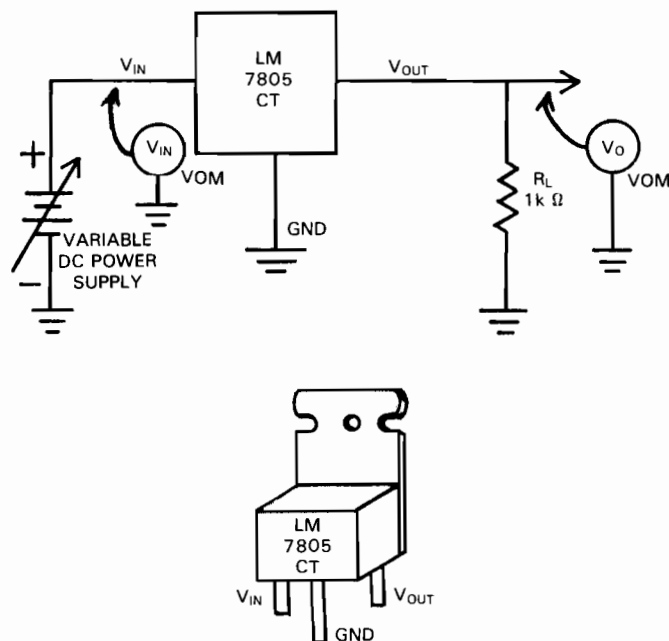 V_IN
LM
7805
CT
V_OUT
+
V_IN
VOM
V_O
VOM
R_L
1k Ω
GND
VARIABLE
DC POWER
SUPPLY
−
LM
7805
CT
V_IN
V_OUT
GND